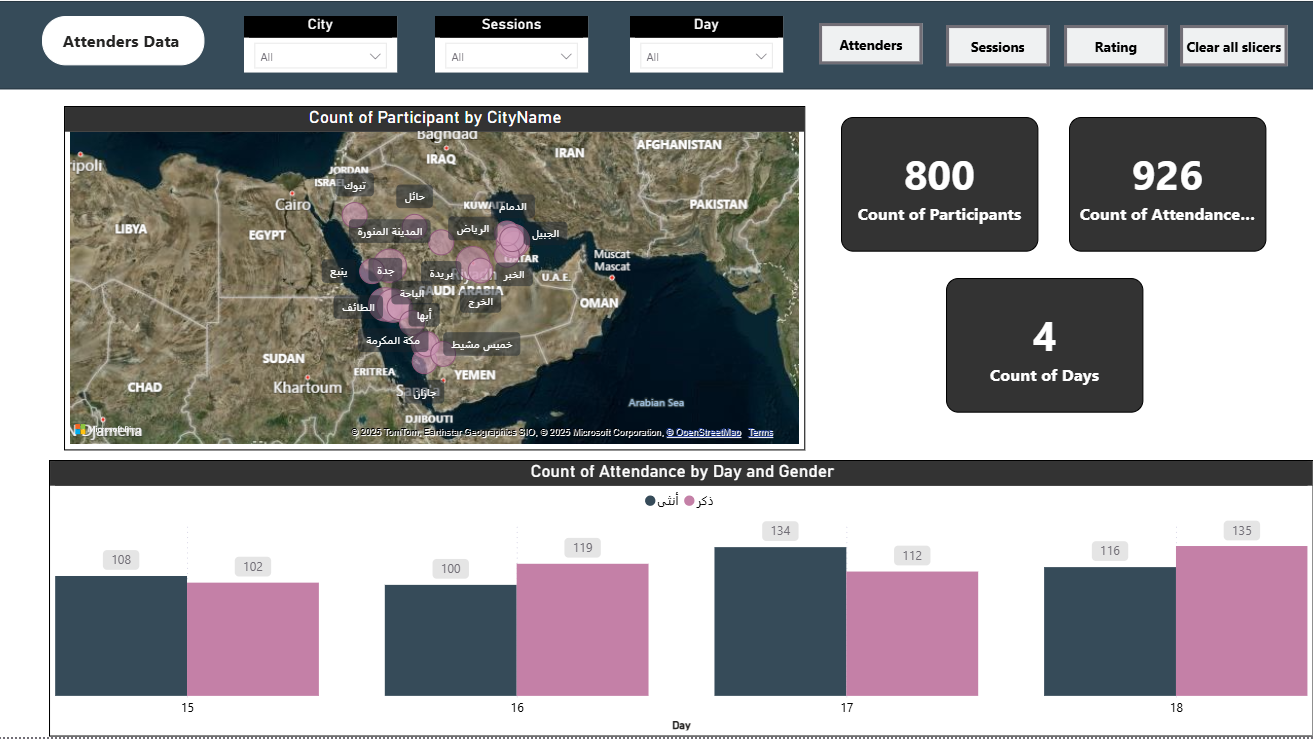 Attenders Data
City
All
Sessions
All
Day
All
Attenders
Sessions
Rating
Clear all slicers
Count of Participant by CityName
Baghdad
AFGHANISTAN
IRAN
IRAQ
ripoli
JORDAN
ISRA
تبوك
حائل
Cairo
KUWAIT
الدمام
PAKISTAN
LIBYA
EGYPT
المدينة المنورة
الرياض
الجبيل
QATAR
Muscat
Mascat
ينبع
جدة
بريدة
Riyadh
الخبر
U.A.E.
الباحة
SAUDI ARABIA
الخرج
OMAN
الطائف
أبها
مكة المكرمة
خميس مشيط
SUDAN
ERITREA
YEMEN
CHAD
Khartoum
جازان
Arabian Sea
DJIBOUTI
N'Djamena
© 2025 TomTom, Earthstar Geographics SIO, © 2025 Microsoft Corporation, © OpenStreetMap Terms
800
Count of Participants
926
Count of Attendance...
4
Count of Days
Count of Attendance by Day and Gender
أنثى ذكر
108
102
100
119
134
112
116
135
15
16
17
18
Day